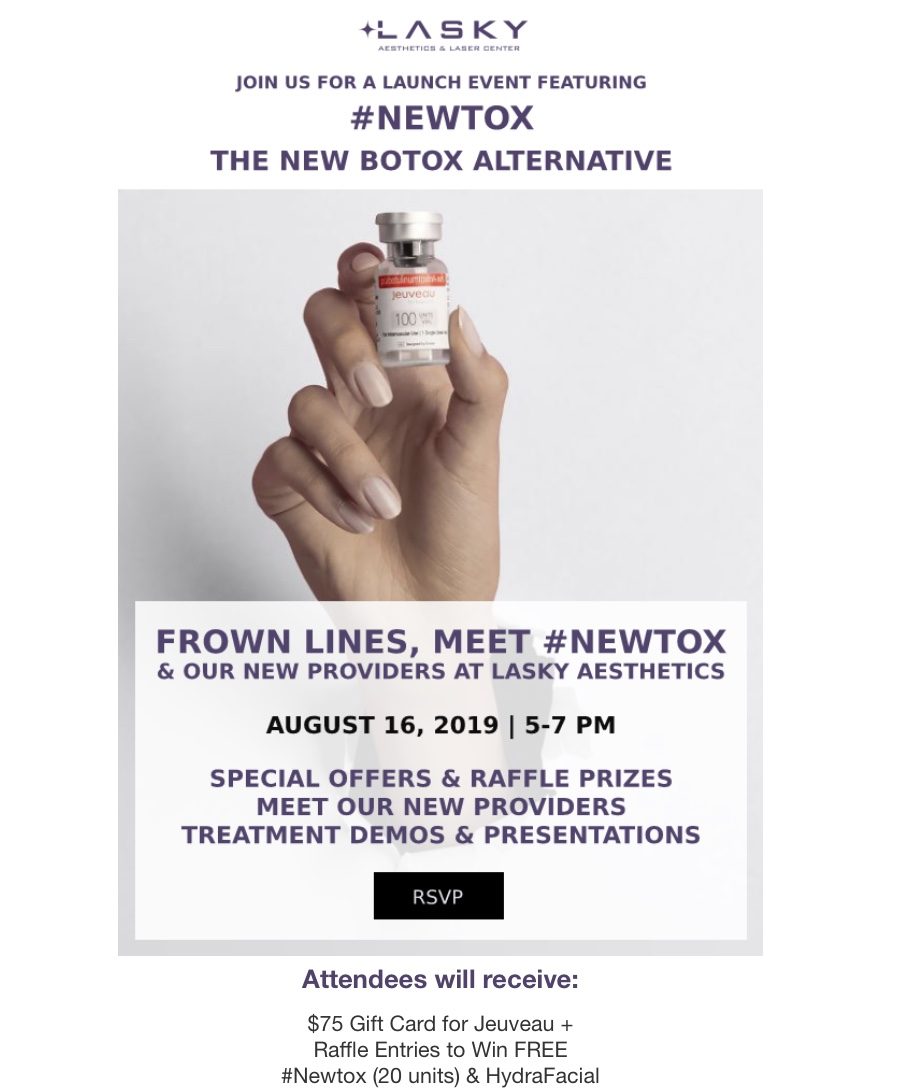 LASKY
AESTHETICS & LASER CENTER
JOIN US FOR A LAUNCH EVENT FEATURING
#NEWTOX
THE NEW BOTOX ALTERNATIVE
jeuveau
100 UNITS
FROWN LINES, MEET #NEWTOX
& OUR NEW PROVIDERS AT LASKY AESTHETICS
AUGUST 16, 2019 | 5-7 PM
SPECIAL OFFERS & RAFFLE PRIZES
MEET OUR NEW PROVIDERS
TREATMENT DEMOS & PRESENTATIONS
RSVP
Attendees will receive:
$75 Gift Card for Jeuveau +
Raffle Entries to Win FREE
#Newtox (20 units) & HydraFacial